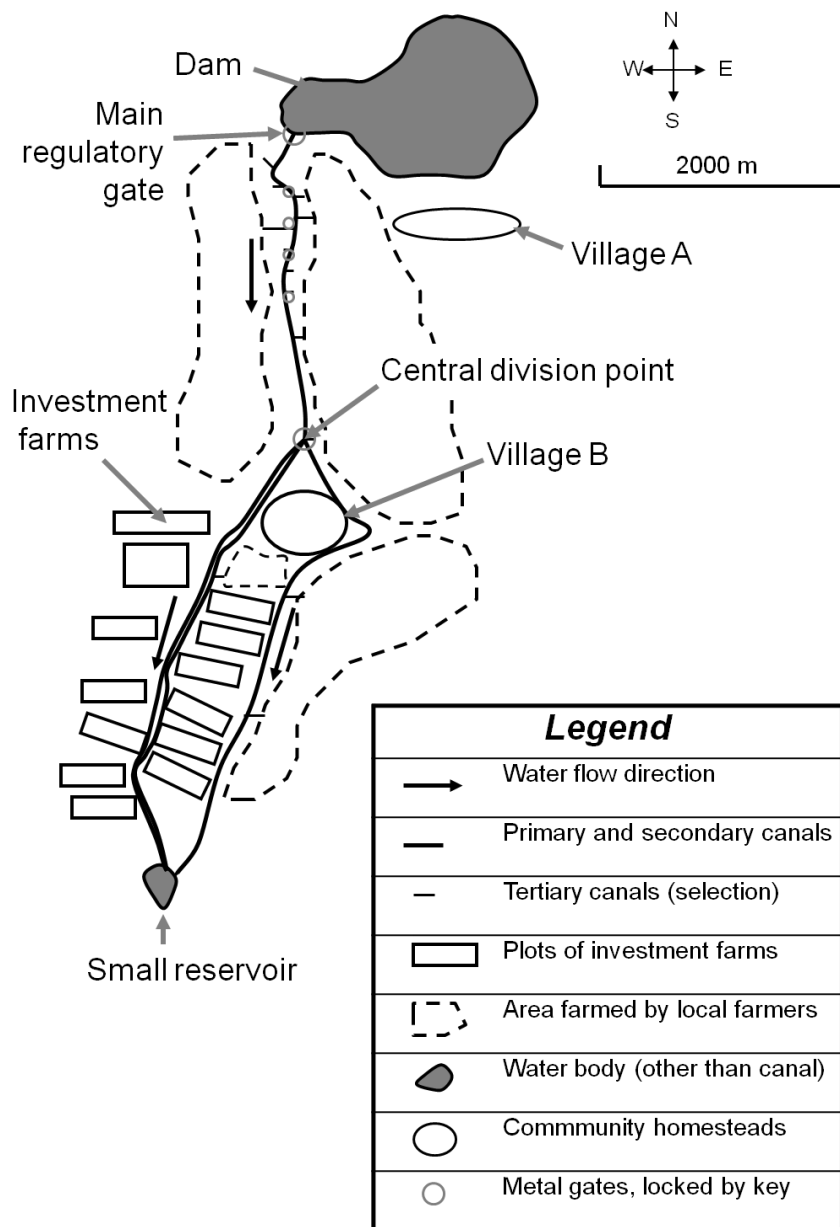 N
W E
S
2000 m
Dam
Main
regulatory
gate
Village A
Central division point
Investment
farms
Village B
Small reservoir
Legend
Water flow direction
Primary and secondary canals
Tertiary canals (selection)
Plots of investment farms
Area farmed by local farmers
Water body (other than canal)
Commmunity homesteads
Metal gates, locked by key